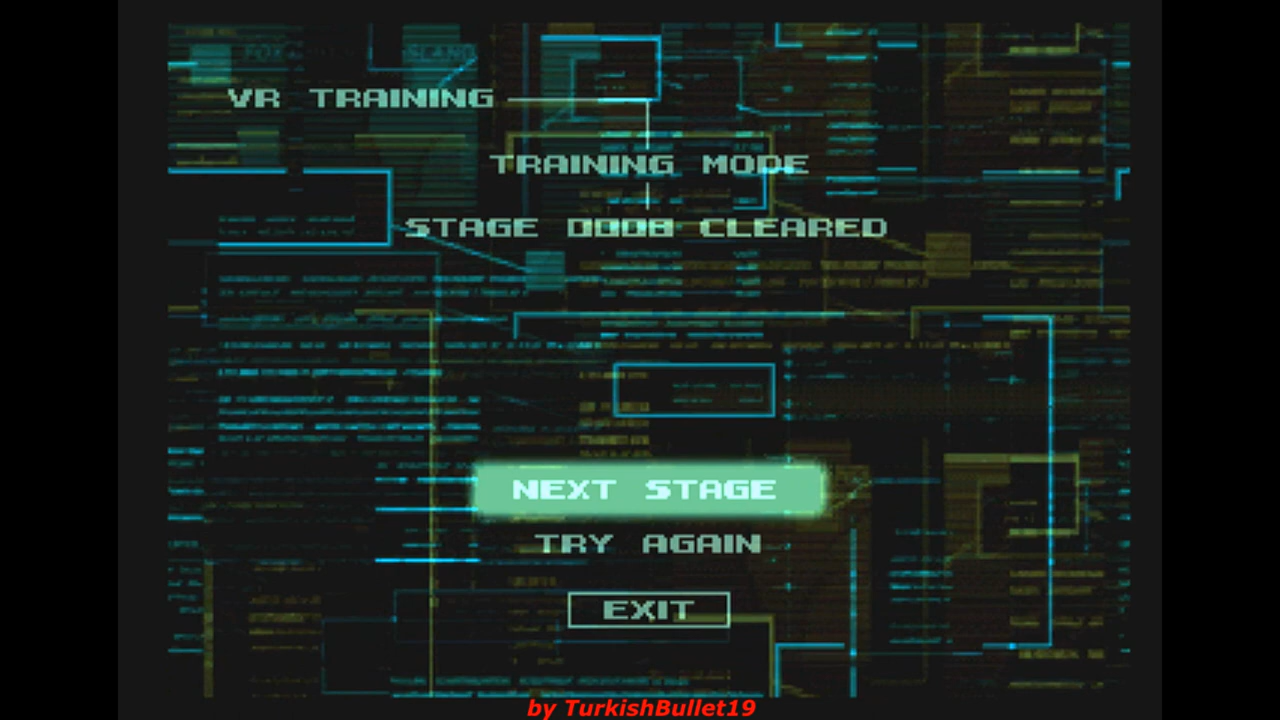 VR TRAINING
TRAINING MODE
STAGE 0008 CLEARED
NEXT STAGE
TRY AGAIN
EXIT
by TurkishBullet19